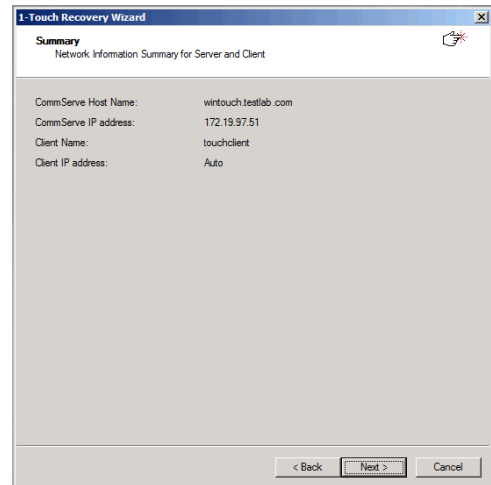 1-Touch Recovery Wizard
Summary
Network Information Summary for Server and Client
CommServe Host Name: wintouch.testlab.com
CommServe IP address: 172.19.97.51
Client Name: touchclient
Client IP address: Auto
< Back Next > Cancel